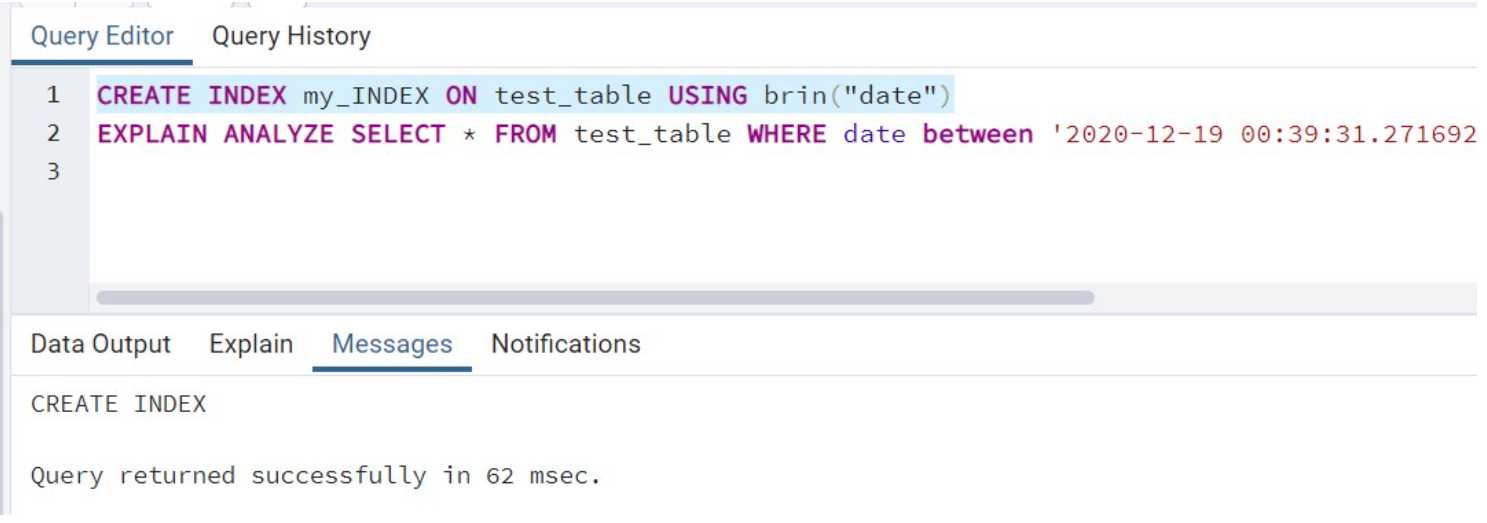 Query Editor Query History
1 CREATE INDEX my_INDEX ON test_table USING brin("date")
2 EXPLAIN ANALYZE SELECT * FROM test_table WHERE date between '2020-12-19 00:39:31.271692
3
Data Output Explain Messages Notifications
CREATE INDEX
Query returned successfully in 62 msec.